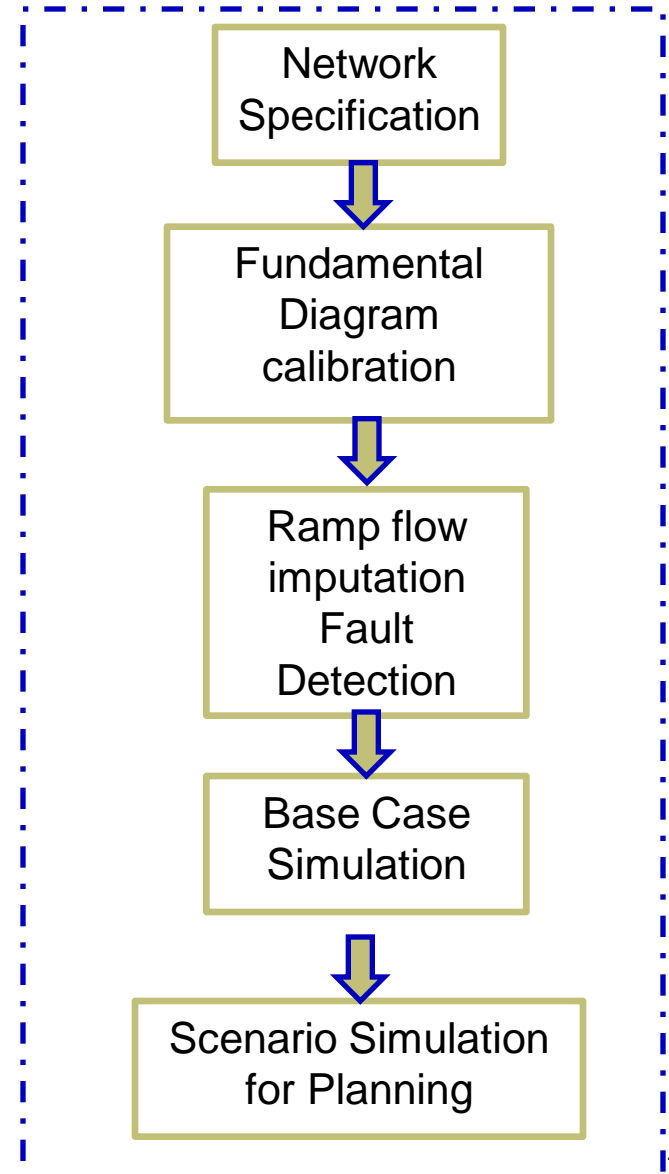 Network
Specification
Fundamental
Diagram
calibration
Ramp flow
imputation
Fault
Detection
Base Case
Simulation
Scenario Simulation
for Planning